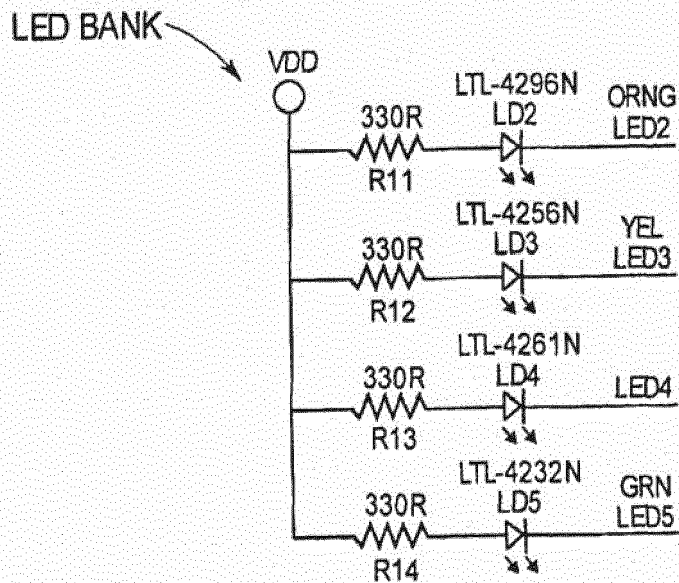 LED BANK
VDD
LTL-4296N
330R
LD2
ORNG
LED2
R11
LTL-4256N
330R
LD3
YEL
LED3
R12
LTL-4261N
330R
LD4
LED4
R13
LTL-4232N
330R
LD5
GRN
LED5
R14